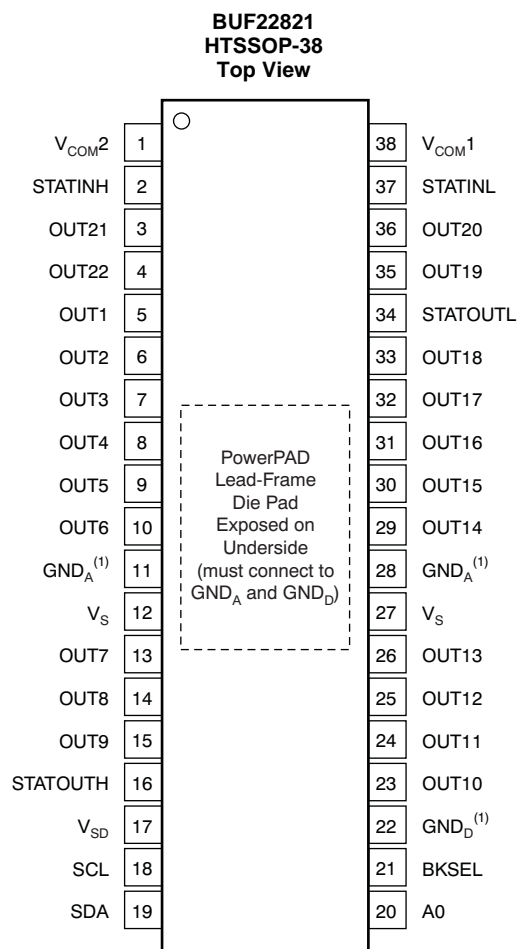 BUF22821
HTSSOP-38
Top View
V_COM2 1 38 V_COM1
STATINH 2 37 STATINL
OUT21 3 36 OUT20
OUT22 4 35 OUT19
OUT1 5 34 STATOUTL
OUT2 6 33 OUT18
OUT3 7 32 OUT17
OUT4 8 31 OUT16
OUT5 9 30 OUT15
OUT6 10 29 OUT14
GND_A(1) 11 28 GND_A(1)
V_S 12 27 V_S
OUT7 13 26 OUT13
OUT8 14 25 OUT12
OUT9 15 24 OUT11
STATOUTH 16 23 OUT10
V_SD 17 22 GND_D(1)
SCL 18 21 BKSEL
SDA 19 20 A0
PowerPAD
Lead-Frame
Die Pad
Exposed on
Underside
(must connect to
GND_A and GND_D)